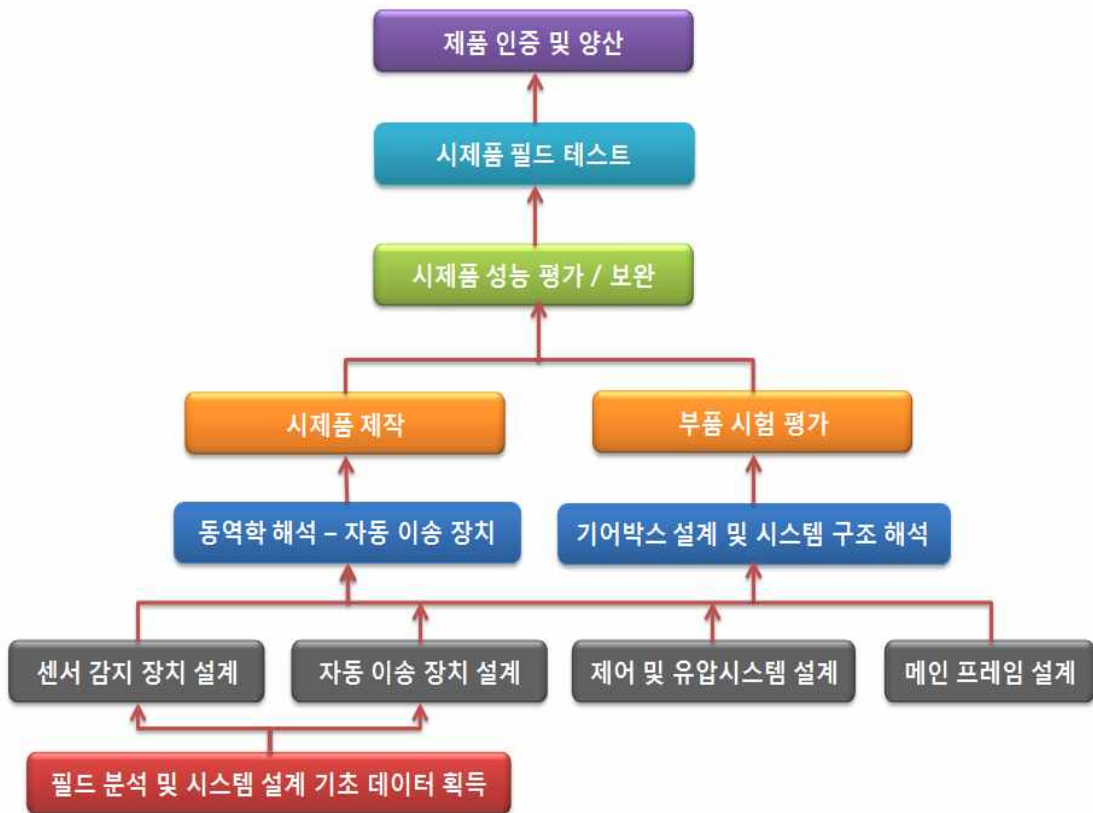 제품 인증 및 양산
시제품 필드 테스트
시제품 성능 평가 / 보완
시제품 제작
부품 시험 평가
동역학 해석 – 자동 이송 장치
기어박스 설계 및 시스템 구조 해석
센서 감지 장치 설계
자동 이송 장치 설계
제어 및 유압시스템 설계
메인 프레임 설계
필드 분석 및 시스템 설계 기초 데이터 획득